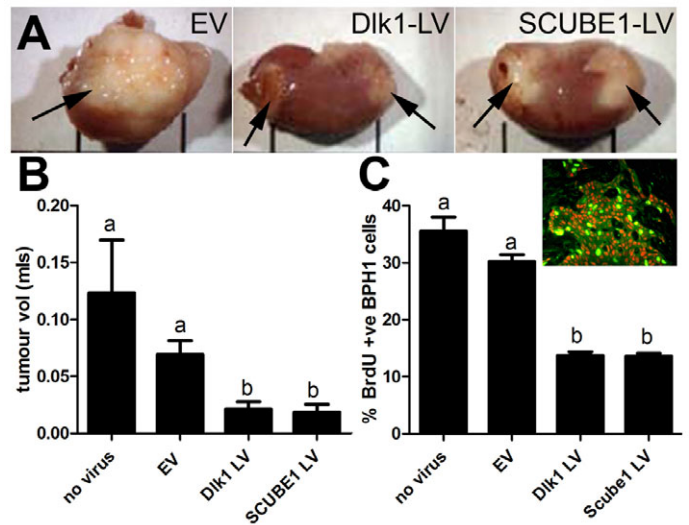 A
EV
Dlk1-LV
SCUBE1-LV
B
tumour vol (mls)
0.20
0.15
0.10
0.05
0.00
a
a
b
b
no virus
EV
Dlk1 LV
SCUBE1 LV
C
% BrdU +ve BPH1 cells
40
30
20
10
0
a
a
b
b
no virus
EV
Dlk1 LV
Scube1 LV